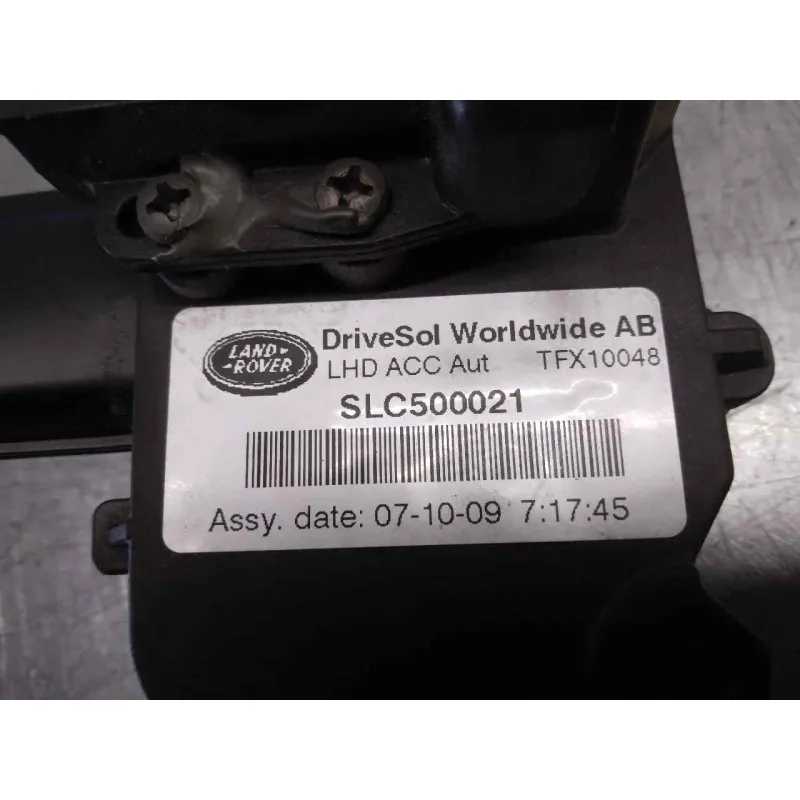 LAND
ROVER
DriveSol Worldwide AB
LHD ACC Aut TFX10048
SLC500021
Assy. date: 07-10-09 7:17:45